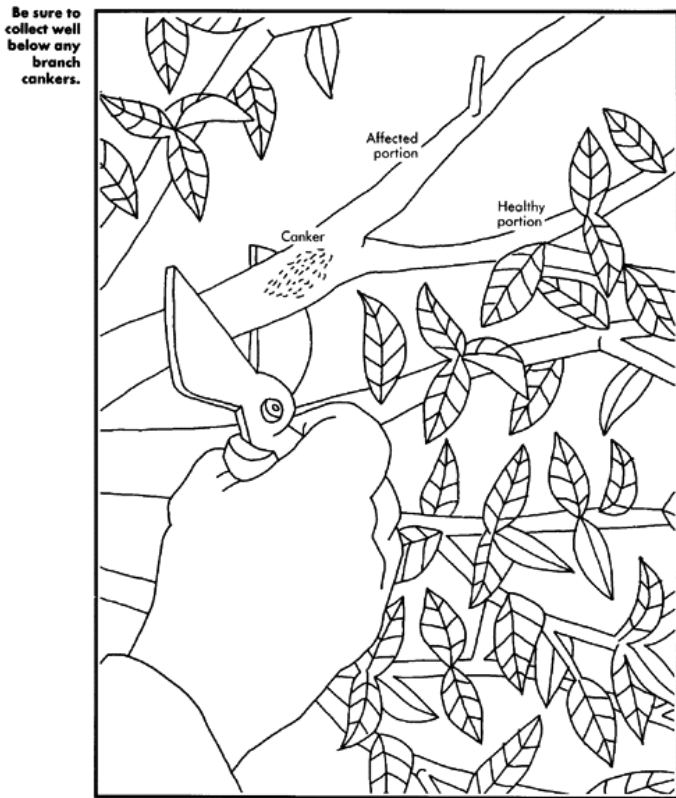 Be sure to
collect well
below any
branch
cankers.
Affected
portion
Healthy
portion
Canker